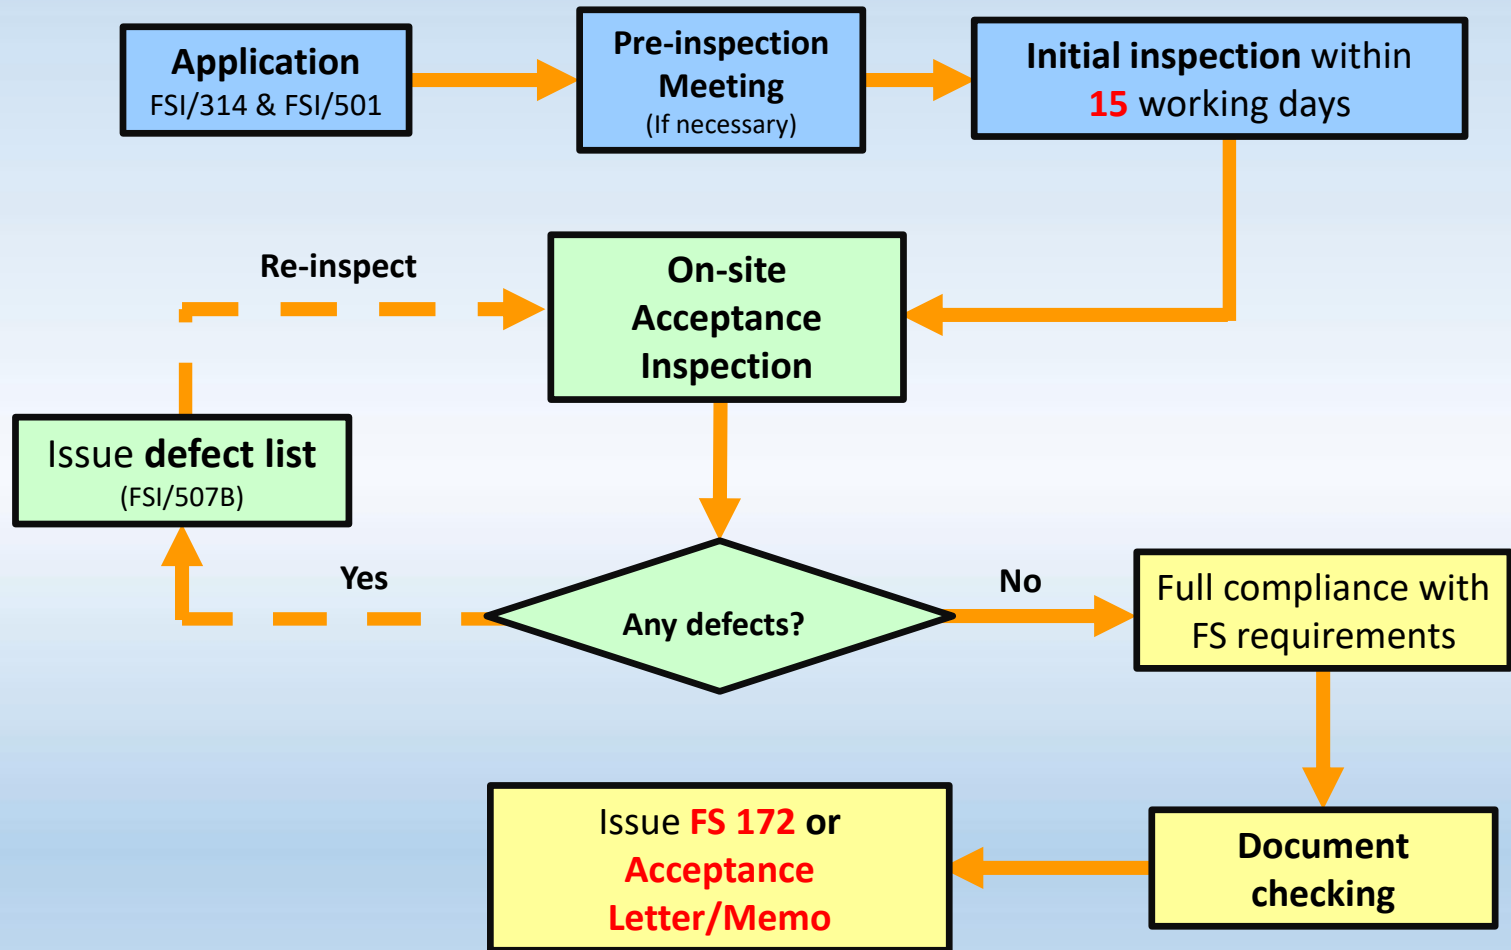 Application
FSI/314 & FSI/501
Pre-inspection
Meeting
(If necessary)
Initial inspection within
15 working days
Re-inspect
On-site
Acceptance
Inspection
Issue defect list
(FSI/507B)
Yes
Any defects?
No
Full compliance with
FS requirements
Issue FS 172 or
Acceptance
Letter/Memo
Document
checking